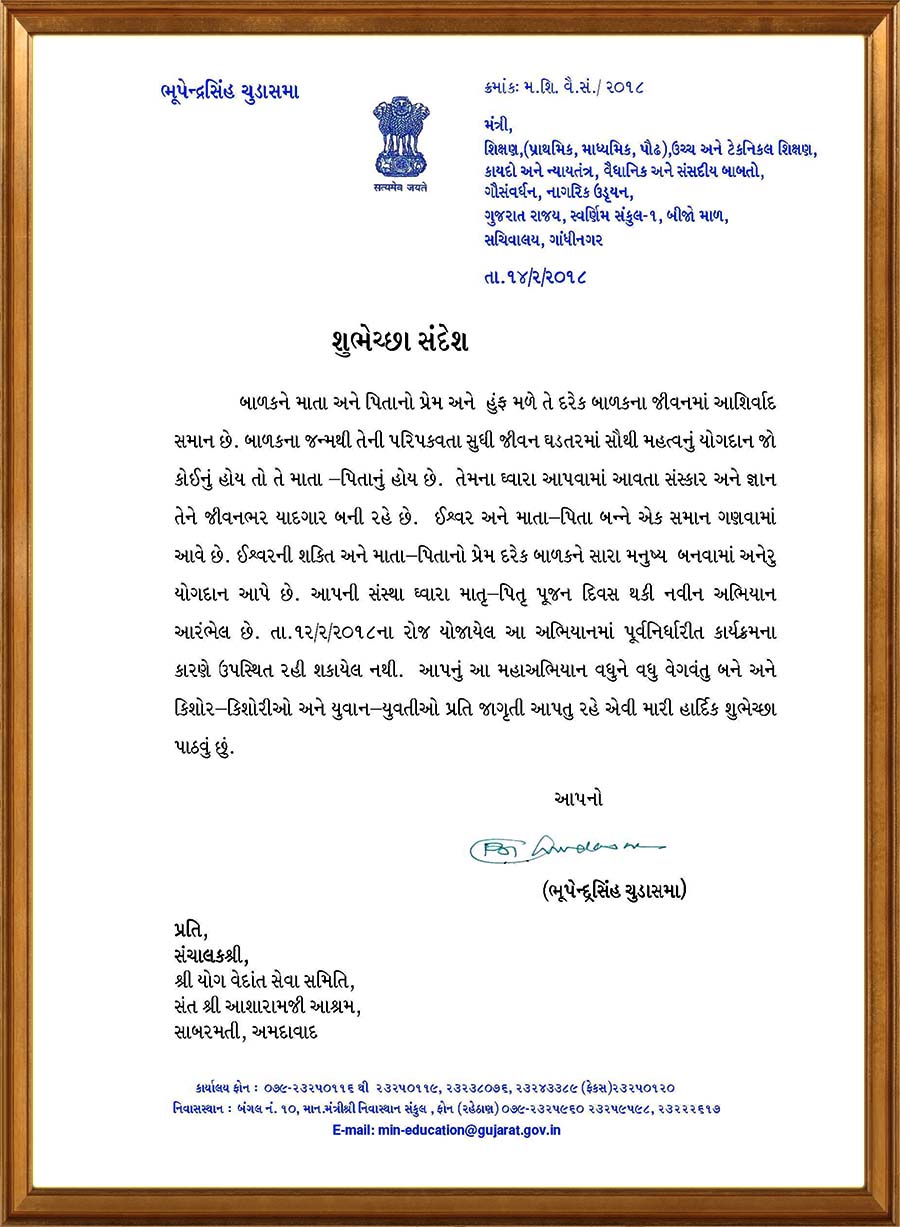 ભૂપેન્દ્રસિંહ ચુડાસમા
सत्यमेव जयते
ક્રમાંકઃ મ.શિ. વૈ.સં./ ૨૦૧૮
મંત્રી,
શિક્ષણ,(પ્રાથમિક, માધ્યમિક, પૌઢ),ઉચ્ચ અને ટેકનિકલ શિક્ષણ,
કાયદો અને ન્યાયતંત્ર, વૈધાનિક અને સંસદીય બાબતો,
ગૌસંવર્ધન, નાગરિક ઉડ્ડયન,
ગુજરાત રાજય, સ્વર્ણિમ સંકુલ-૧, બીજો માળ,
સચિવાલય, ગાંધીનગર
તા.૧૪/૨/૨૦૧૮
શુભેચ્છા સંદેશ
બાળકને માતા અને પિતાનો પ્રેમ અને હુંફ મળે તે દરેક બાળકના જીવનમાં આશિર્વાદ
સમાન છે. બાળકના જન્મથી તેની પરિપકવતા સુધી જીવન ઘડતરમાં સૌથી મહત્વનું યોગદાન જો
કોઈનું હોય તો તે માતા –પિતાનું હોય છે. તેમના ઘ્વારા આપવામાં આવતા સંસ્કાર અને જ્ઞાન
તેને જીવનભર યાદગાર બની રહે છે. ઈશ્વર અને માતા–પિતા બન્ને એક સમાન ગણવામાં
આવે છે. ઈશ્વરની શકિત અને માતા–પિતાનો પ્રેમ દરેક બાળકને સારા મનુષ્ય બનવામાં અનેરુ
યોગદાન આપે છે. આપની સંસ્થા ઘ્વારા માતૃ–પિતૃ પૂજન દિવસ થકી નવીન અભિયાન
આરંભેલ છે. તા.૧૨/૨/૨૦૧૮ના રોજ યોજાયેલ આ અભિયાનમાં પૂર્વનિર્ધારીત કાર્યક્રમના
કારણે ઉપસ્થિત રહી શકાયેલ નથી. આપનું આ મહાઅભિયાન વધુને વધુ વેગવંતુ બને અને
કિશોર–કિશોરીઓ અને યુવાન–યુવતીઓ પ્રતિ જાગૃતી આપતુ રહે એવી મારી હાર્દિક શુભેચ્છા
પાઠવું છું.
આપનો
(ભૂપેન્દ્રસિંહ ચુડાસમા)
પ્રતિ,
સંચાલકશ્રી,
શ્રી યોગ વેદાંત સેવા સમિતિ,
સંત શ્રી આશારામજી આશ્રમ,
સાબરમતી, અમદાવાદ
કાર્યાલય ફોન : ૦૭૯-૨૩૨૫૦૧૧૬ થી ૨૩૨૫૦૧૧૯, ૨૩૨૩૮૦૭૬, ૨૩૨૪૩૩૮૯ (ફેકસ)૨૩૨૫૦૧૨૦
નિવાસસ્થાન : બંગલ નં. ૧૦, માન.મંત્રીશ્રી નિવાસ્થાન સંકુલ , ફોન (રહેઠાણ) ૦૭૯-૨૩૨૫૯૬૦ ૨૩૨૫૯૫૯૮, ૨૩૨૨૨૬૧૭
E-mail: min-education@gujarat.gov.in